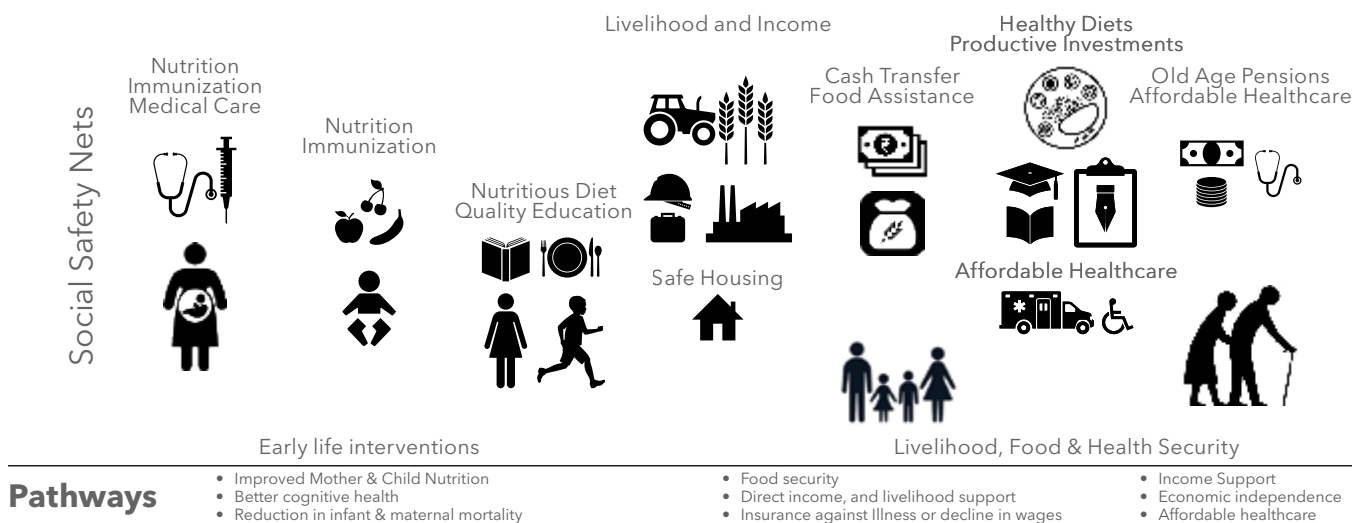 Social Safety Nets
Nutrition
Immunization
Medical Care
Nutrition
Immunization
Nutritious Diet
Quality Education
Livelihood and Income
Safe Housing
Cash Transfer
Food Assistance
Healthy Diets
Productive Investments
Affordable Healthcare
Old Age Pensions
Affordable Healthcare
Early life interventions
Livelihood, Food & Health Security
Pathways
• Improved Mother & Child Nutrition
• Better cognitive health
• Reduction in infant & maternal mortality
• Food security
• Direct income, and livelihood support
• Insurance against Illness or decline in wages
• Income Support
• Economic independence
• Affordable healthcare